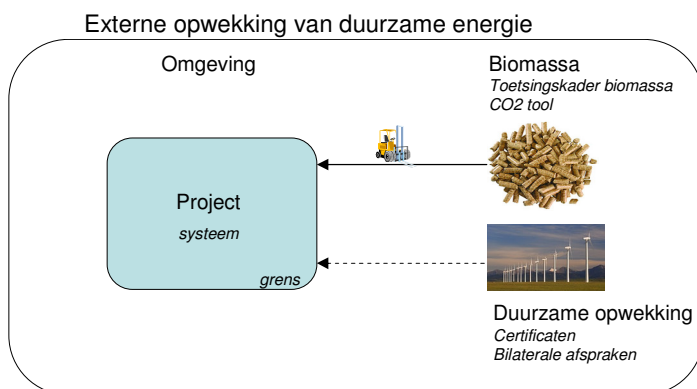 Externe opwekking van duurzame energie
Omgeving
Biomassa
Toetsingskader biomassa
CO2 tool
Project
systeem
grens
Duurzame opwekking
Certificaten
Bilaterale afspraken